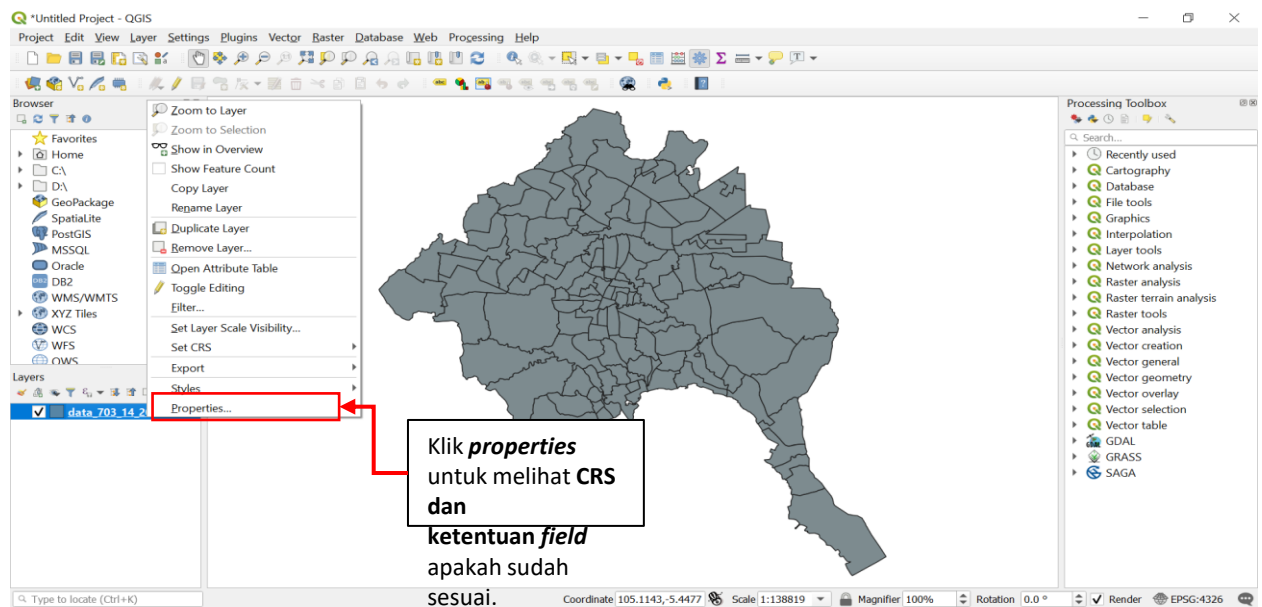 *Untitled Project - QGIS
Project Edit View Layer Settings Plugins Vector Raster Database Web Processing Help
Browser
Favorites
Home
C:\
D:\
GeoPackage
SpatiaLite
PostGIS
MSSQL
Oracle
DB2
WMS/WMTS
XYZ Tiles
WCS
WFS
OWS
Layers
data_703_14_2
Zoom to Layer
Zoom to Selection
Show in Overview
Show Feature Count
Copy Layer
Rename Layer
Duplicate Layer
Remove Layer...
Open Attribute Table
Toggle Editing
Filter...
Set Layer Scale Visibility...
Set CRS
Export
Styles
Properties...
Klik properties
untuk melihat CRS
dan
ketentuan field
apakah sudah
sesuai.
Processing Toolbox
Search...
Recently used
Cartography
Database
File tools
Graphics
Interpolation
Layer tools
Network analysis
Raster analysis
Raster terrain analysis
Raster tools
Vector analysis
Vector creation
Vector general
Vector geometry
Vector overlay
Vector selection
Vector table
GDAL
GRASS
SAGA
Type to locate (Ctrl+K)
Coordinate 105.1143,-5.4477 Scale 1:138819 Magnifier 100% Rotation 0.0 ° Render EPSG:4326